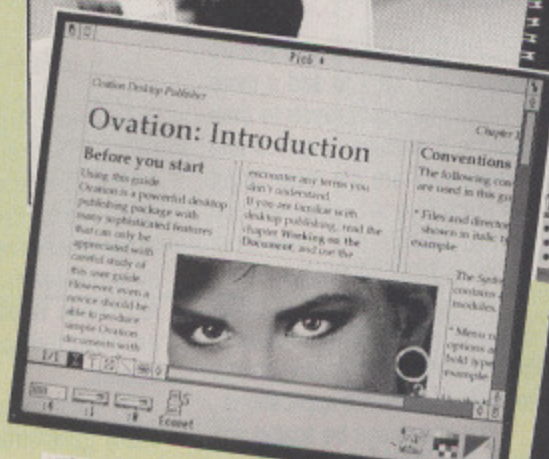 Pic6 *
Ovation Desktop Publisher
Chapter 1
Ovation: Introduction
Before you start
Using this guide
Ovation is a powerful desktop
publishing package with
many sophisticated features
that can only be
appreciated with
careful study of
this user guide.
However, even a
novice should be
able to produce
simple Ovation
documents with
encounter any terms you
don't understand.
If you are familiar with
desktop publishing, read the
chapter Working on the
Document, and use the
Conventions
The following con
are used in this gu
* Files and director
shown in italic t
example
The Syste
contains
modules.
* Menu
options a
bold type
example
1/1
:4
Econet